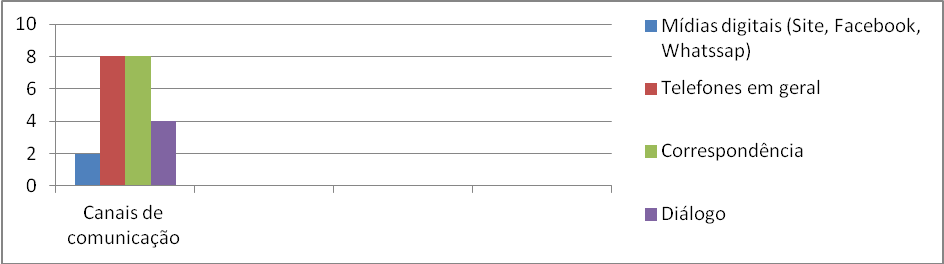 10
8
6
4
2
0
Canais de
comunicação
Mídias digitais (Site, Facebook,
Whatssap)
Telefones em geral
Correspondência
Diálogo